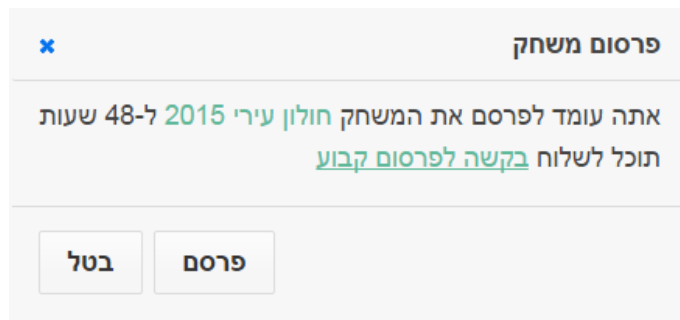 פרסום משחק
אתה עומד לפרסם את המשחק חולון עירי 2015 ל-48 שעות
תוכל לשלוח בקשה לפרסום קבוע
פרסם
בטל